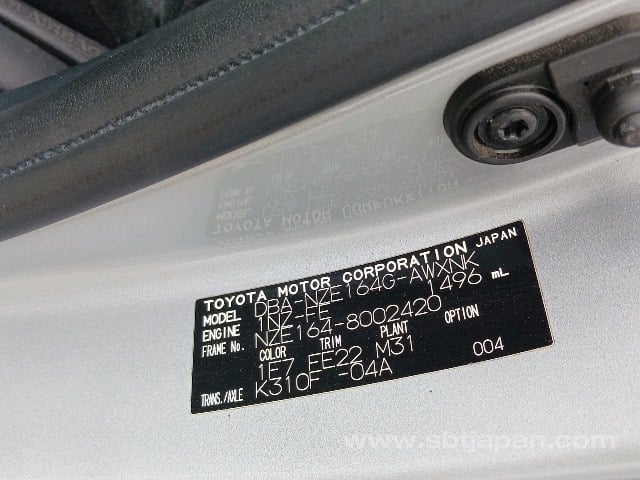 TOYOTA MOTOR CORPORATION JAPAN
MODEL DBA-NZE164G-AWXNK
ENGINE 1NZ-FE 1496 mL
FRAME No. NZE164-8002420
COLOR TRIM PLANT OPTION
1E7 EE22 M31 004
TRANS./AXLE K310F -04A
www.sbtjapan.com